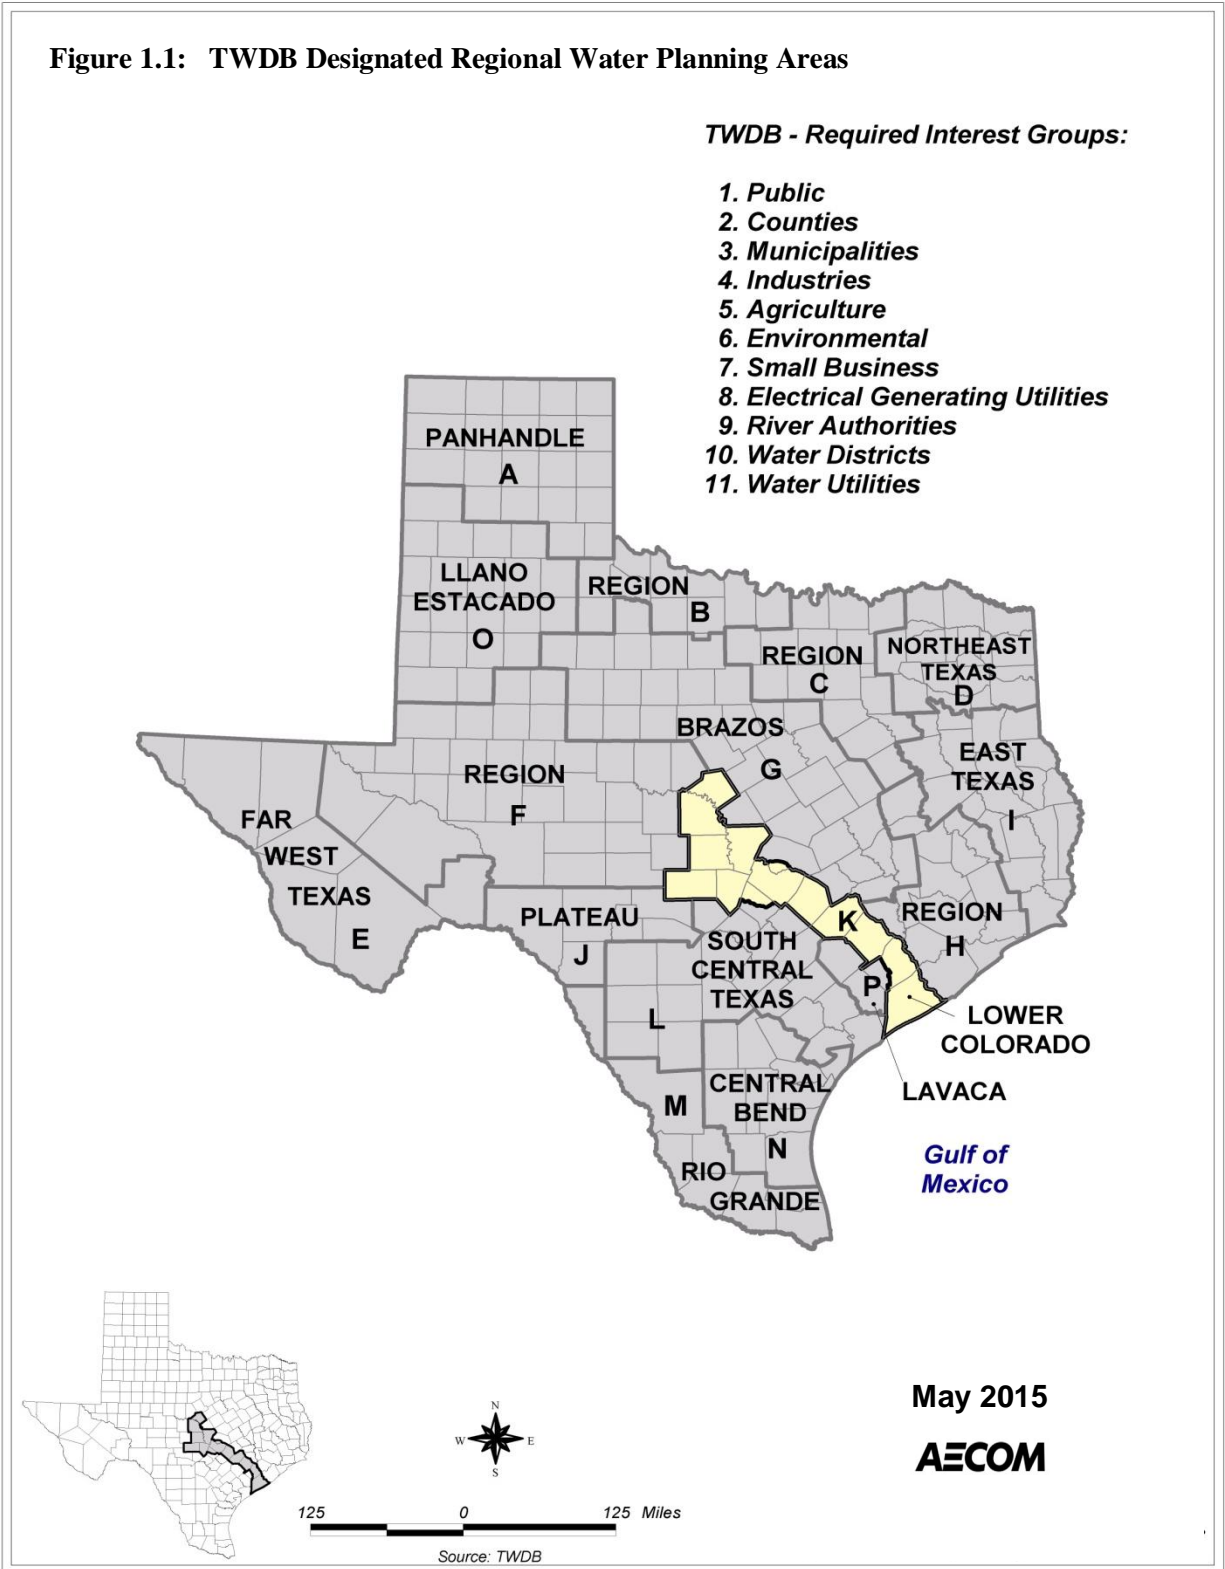 Figure 1.1: TWDB Designated Regional Water Planning Areas
TWDB - Required Interest Groups:
1. Public
2. Counties
3. Municipalities
4. Industries
5. Agriculture
6. Environmental
7. Small Business
8. Electrical Generating Utilities
9. River Authorities
10. Water Districts
11. Water Utilities
PANHANDLE
A
LLANO
ESTACADO
O
REGION
B
REGION
C
NORTHEAST
TEXAS
D
BRAZOS
G
EAST
TEXAS
I
REGION
F
FAR
WEST
TEXAS
E
PLATEAU
J
K
REGION
H
SOUTH
CENTRAL
TEXAS
L
P
LOWER
COLORADO
LAVACA
CENTRAL
BEND
N
M
RIO
GRANDE
Gulf of
Mexico
May 2015
AECOM
N
W E
S
125 0 125 Miles
Source: TWDB